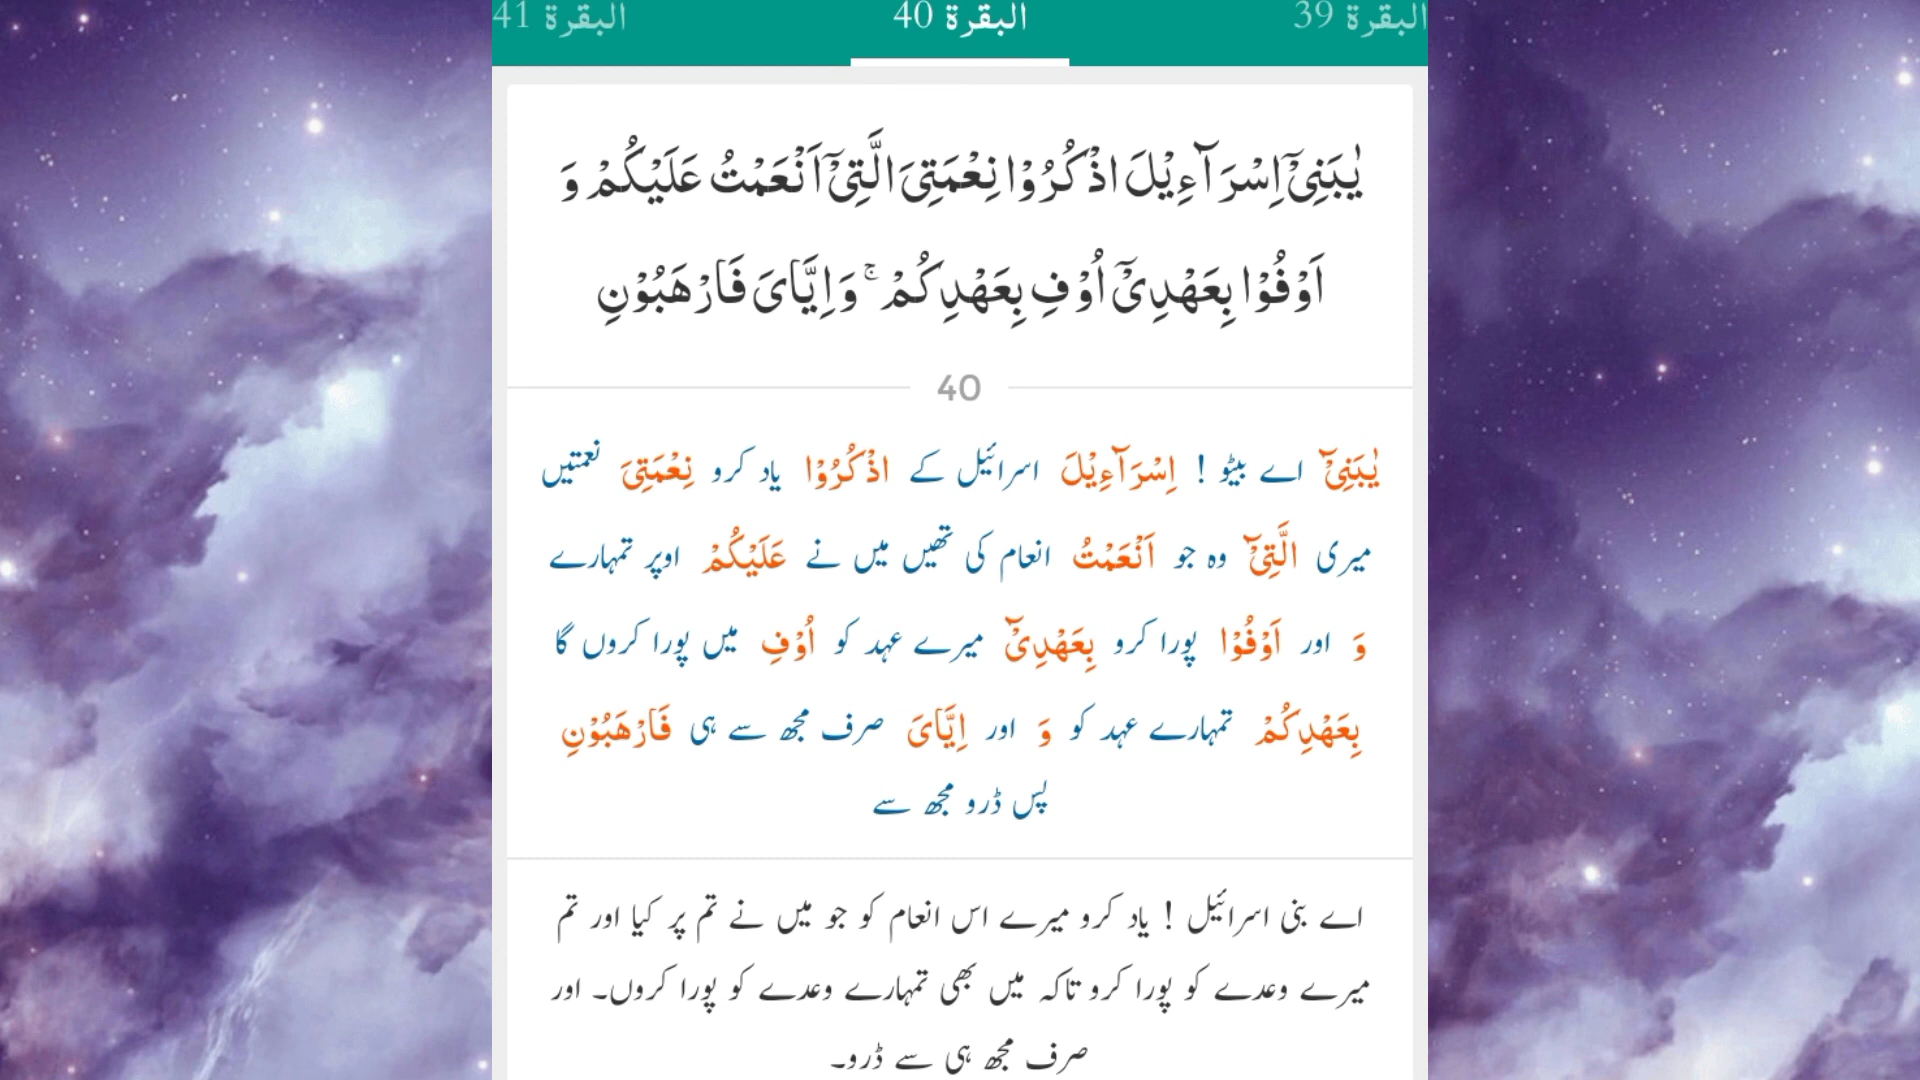 البقرة 39	البقرة 40	البقرة 41
یٰبَنِیْۤ اِسْرَآءِیْلَ اذْكُرُوْا نِعْمَتِیَ الَّتِیْۤ اَنْعَمْتُ عَلَیْكُمْ وَ
اَوْفُوْا بِعَهْدِیْۤ اُوْفِ بِعَهْدِكُمْ ۚ وَ اِیَّایَ فَارْهَبُوْنِ
40
یٰبَنِیْۤ اے بیٹو ! اِسْرَآءِیْلَ اسرائیل کے اذْكُرُوْا یاد کرو نِعْمَتِیَ نعمتیں
میری الَّتِیْۤ وہ جو اَنْعَمْتُ انعام کی تھیں میں نے عَلَیْكُمْ اوپر تمہارے
وَ اور اَوْفُوْا پورا کرو بِعَهْدِیْۤ میرے عہد کو اُوْفِ میں پورا کروں گا
بِعَهْدِكُمْ تمہارے عہد کو وَ اور اِیَّایَ صرف مجھ سے ہی فَارْهَبُوْنِ
پس ڈرو مجھ سے
اے بنی اسرائیل ! یاد کرو میرے اس انعام کو جو میں نے تم پر کیا اور تم
میرے وعدے کو پورا کرو تاکہ میں بھی تمہارے وعدے کو پورا کروں۔ اور
صرف مجھ ہی سے ڈرو۔